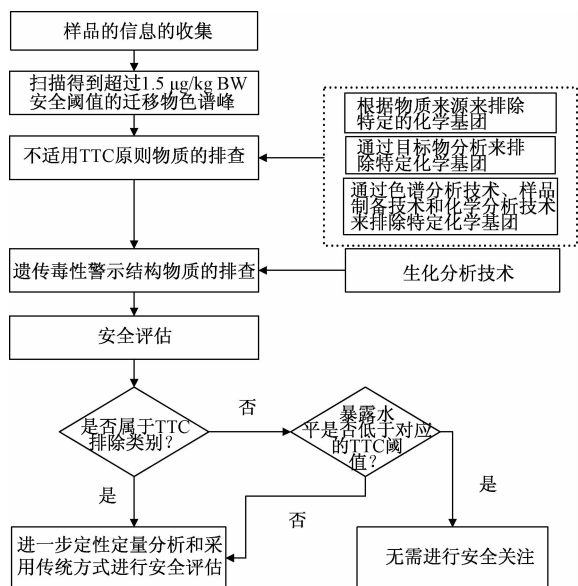 样品的信息的收集
扫描得到超过1.5 μg/kg BW
安全阈值的迁移物色谱峰
根据物质来源来排除
特定的化学基团
不适用TTC原则物质的排查
通过目标物分析来排
除特定化学基团
通过色谱分析技术、样品
制备技术和化学分析技术
来排除特定化学基团
遗传毒性警示结构物质的排查
生化分析技术
安全评估
是否属于TTC
排除类别？
否
暴露水
平是否低于对应
的TTC阈
值？
是
否
是
进一步定性定量分析和采
用传统方式进行安全评估
无需进行安全关注